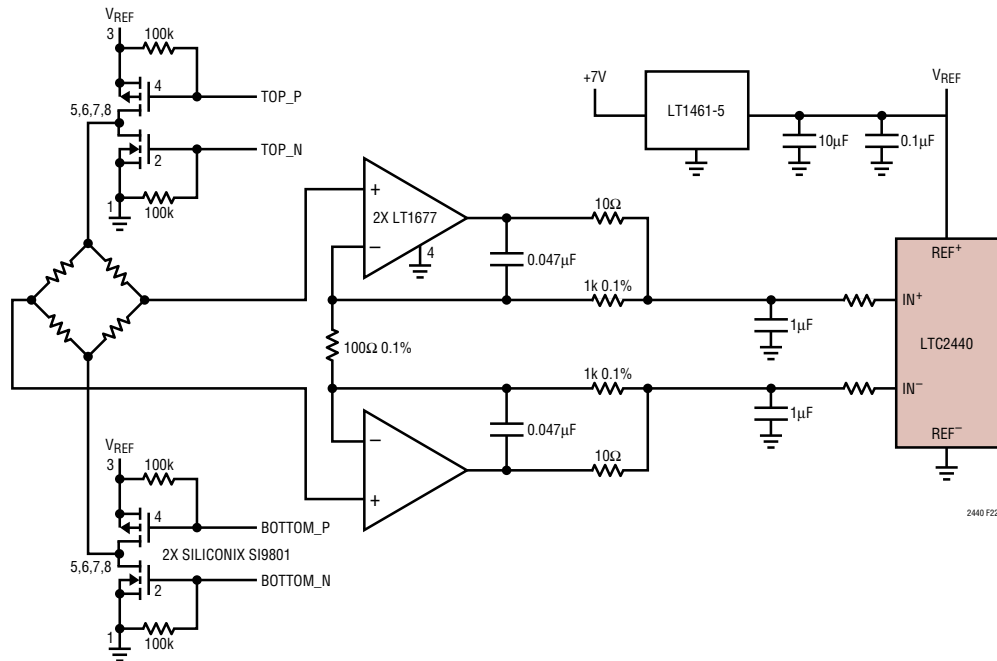 VREF
3
100k
4
TOP_P
5,6,7,8
TOP_N
2
1
100k
+7V
LT1461-5
VREF
10µF
0.1µF
+
2X LT1677
−
4
10Ω
0.047µF
1k 0.1%
100Ω 0.1%
1k 0.1%
0.047µF
10Ω
−
+
1µF
1µF
REF+
IN+
LTC2440
IN−
REF−
2440 F22
VREF
3
100k
4
BOTTOM_P
2X SILICONIX SI9801
5,6,7,8
BOTTOM_N
2
1
100k